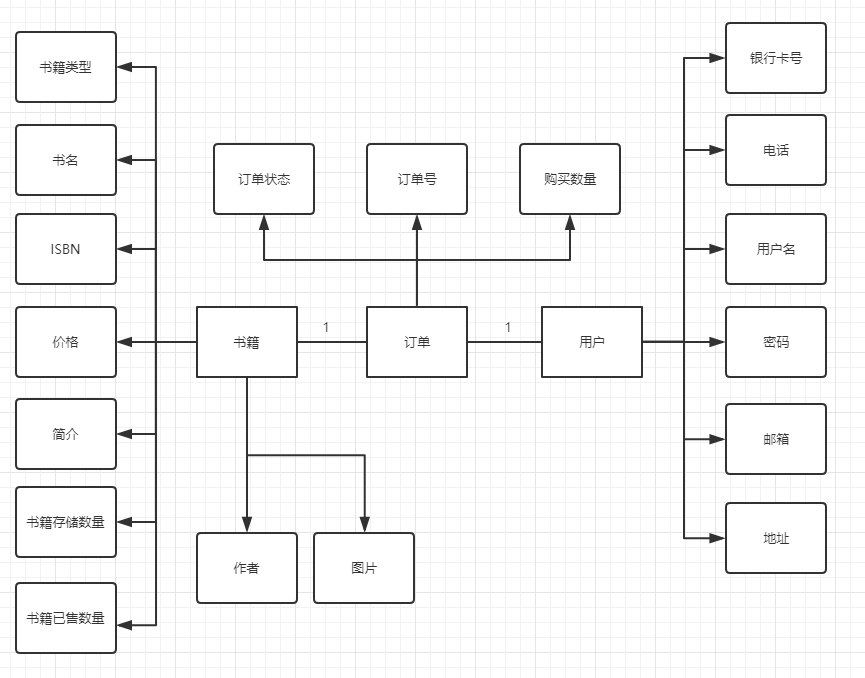 书籍类型
书名
ISBN
价格
简介
书籍存储数量
书籍已售数量
订单状态
订单号
购买数量
书籍
1
订单
1
用户
作者
图片
银行卡号
电话
用户名
密码
邮箱
地址